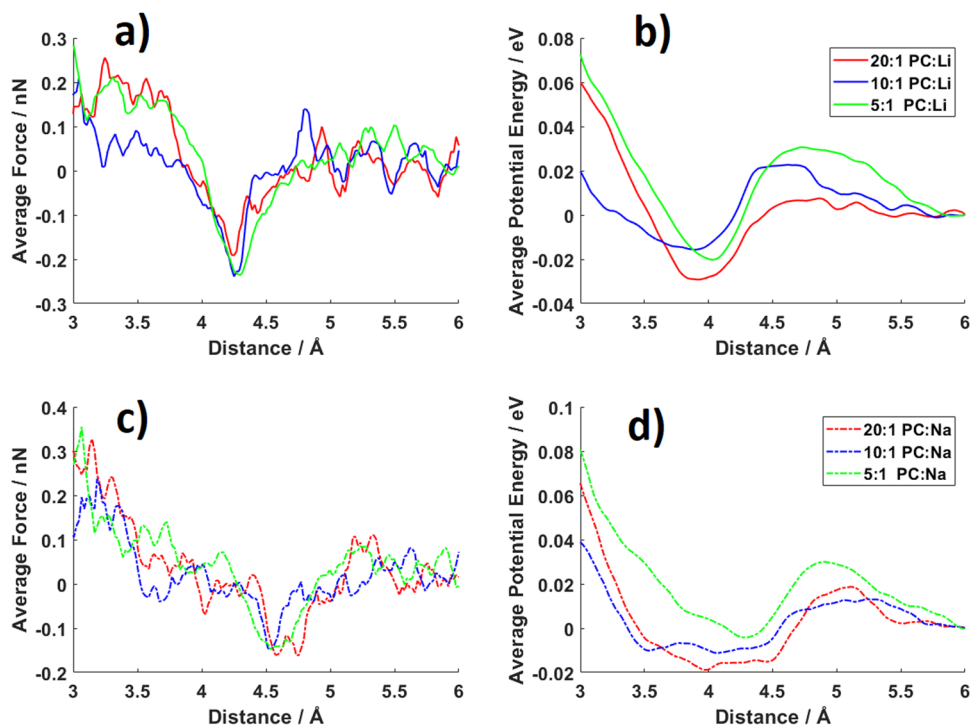 a)
Average Force / nN
0.3
0.2
0.1
0
-0.1
-0.2
0.3
3 3.5 4 4.5 5 5.5 6
Distance / Å
b)
Average Potential Energy / eV
0.08
0.06
0.04
0.02
0
-0.02
-0.04
3 3.5 4 4.5 5 5.5 6
Distance / Å
20:1 PC:Li
10:1 PC:Li
5:1 PC:Li
c)
Average Force / nN
0.4
0.3
0.2
0.1
0
-0.1
0.2
3 3.5 4 4.5 5 5.5 6
Distance / Å
d)
Average Potential Energy / eV
0.1
0.08
0.06
0.04
0.02
0
-0.02
3 3.5 4 4.5 5 5.5 6
Distance / Å
20:1 PC:Na
10:1 PC:Na
5:1 PC:Na